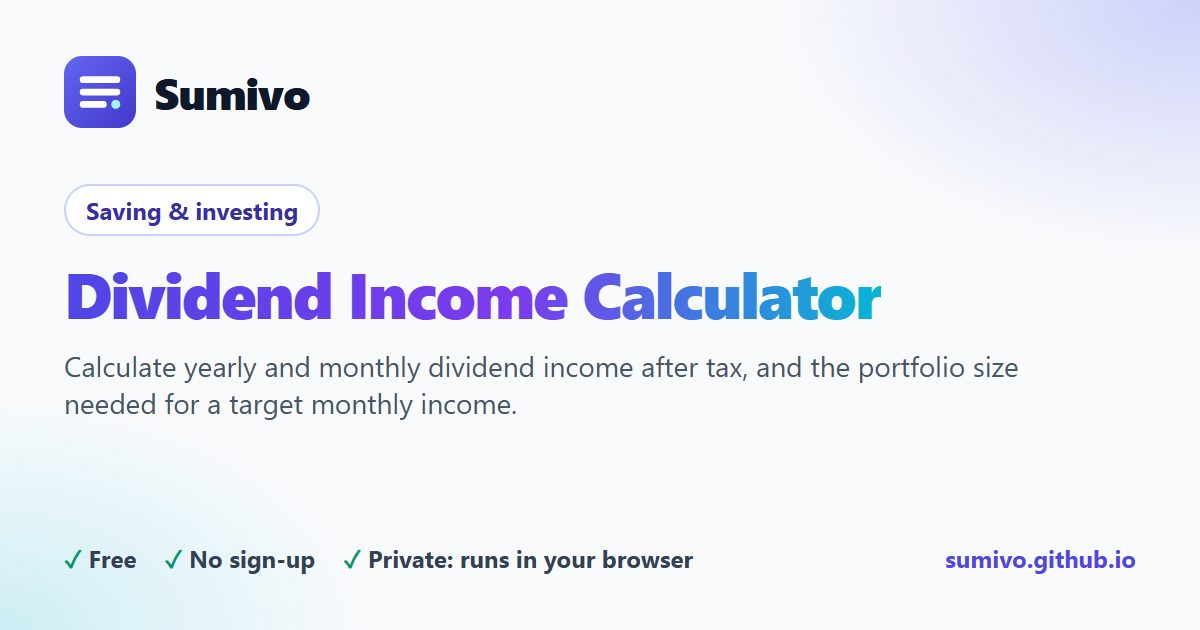 Sumivo
Saving & investing
Dividend Income Calculator
Calculate yearly and monthly dividend income after tax, and the portfolio size
needed for a target monthly income.
✓ Free ✓ No sign-up ✓ Private: runs in your browser
sumivo.github.io